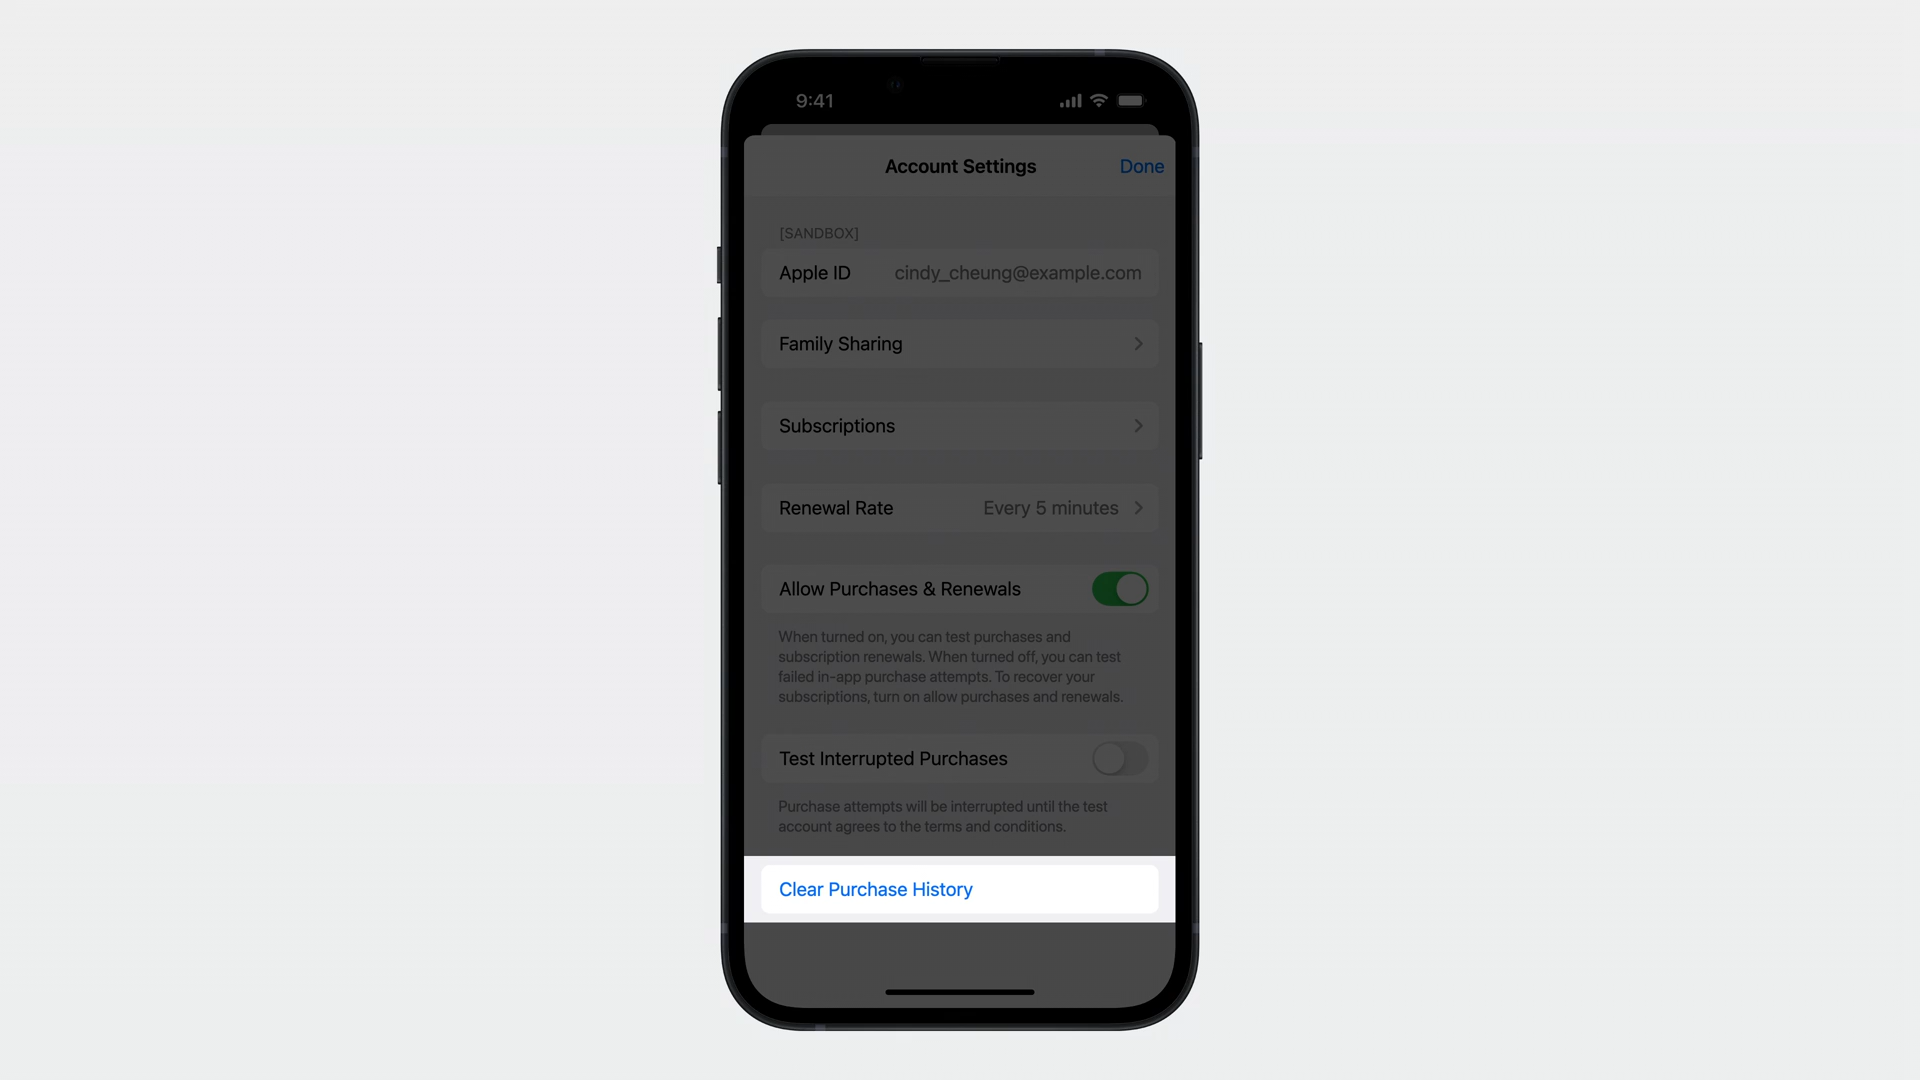 9:41
Account Settings
Done
[SANDBOX]
Apple ID cindy_cheung@example.com
Family Sharing
Subscriptions
Renewal Rate Every 5 minutes
Allow Purchases & Renewals
When turned on, you can test purchases and
subscription renewals. When turned off, you can test
failed in-app purchase attempts. To recover your
subscriptions, turn on allow purchases and renewals.
Test Interrupted Purchases
Purchase attempts will be interrupted until the test
account agrees to the terms and conditions.
Clear Purchase History